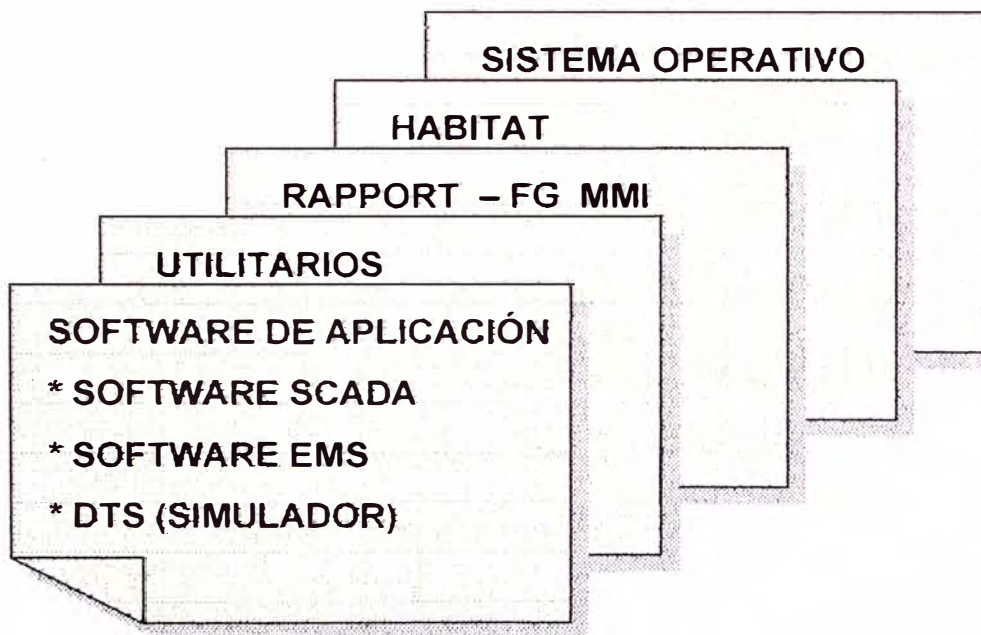 SISTEMA OPERATIVO
HABITAT
RAPPORT – FG MMI
UTILITARIOS
SOFTWARE DE APLICACIÓN
* SOFTWARE SCADA
* SOFTWARE EMS
* DTS (SIMULADOR)